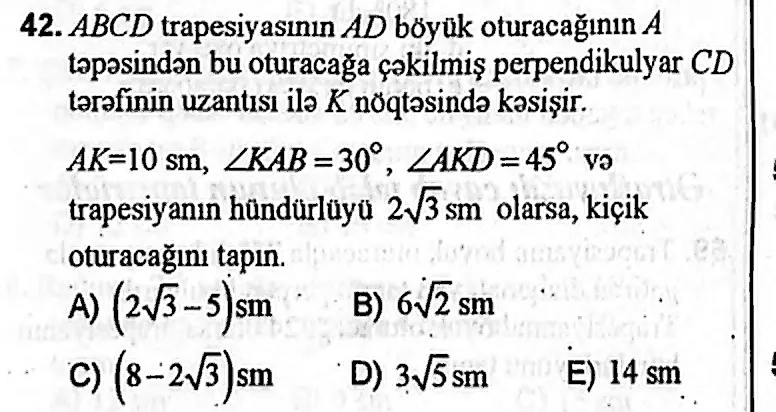 42. ABCD trapesiyasının AD böyük oturacağının A
təpəsindən bu oturacağa çəkilmiş perpendikulyar CD
tərəfinin uzantısı ilə K nöqtəsində kəsişir.
AK=10 sm, ∠KAB=30°, ∠AKD=45° və
trapesiyanın hündürlüyü 2√3 sm olarsa, kiçik
oturacağını tapın.
A) (2√3−5)sm B) 6√2 sm
C) (8−2√3)sm D) 3√5 sm E) 14 sm